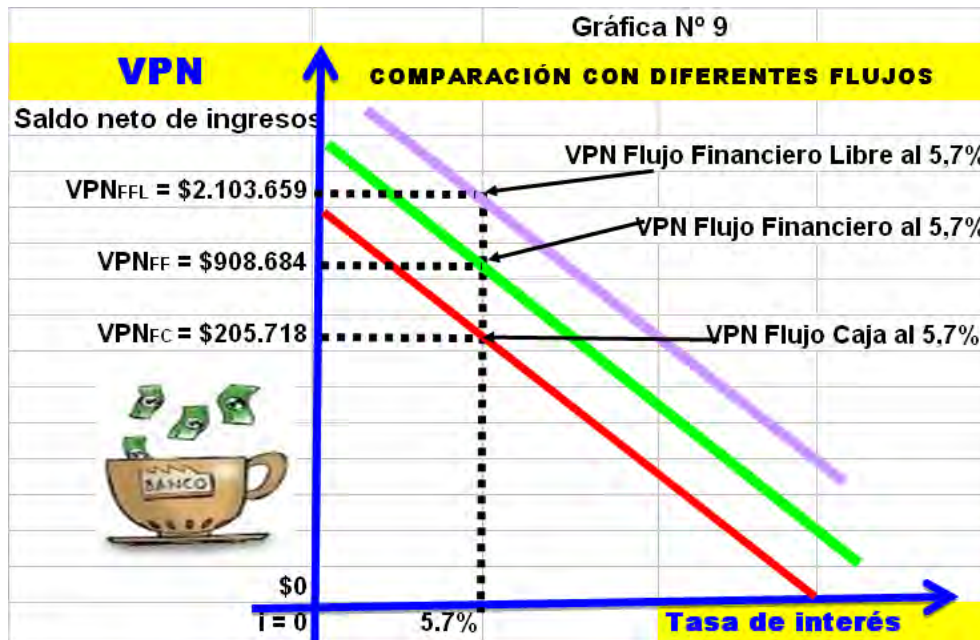 Gráfica Nº 9
VPN
COMPARACIÓN CON DIFERENTES FLUJOS
Saldo neto de ingresos
VPN Flujo Financiero Libre al 5,7%
VPNFFL = $2.103.659
VPN Flujo Financiero al 5,7%
VPNFF = $908.684
VPNFC = $205.718
VPN Flujo Caja al 5,7%
BANCO
$0
i = 0
5.7%
Tasa de interés